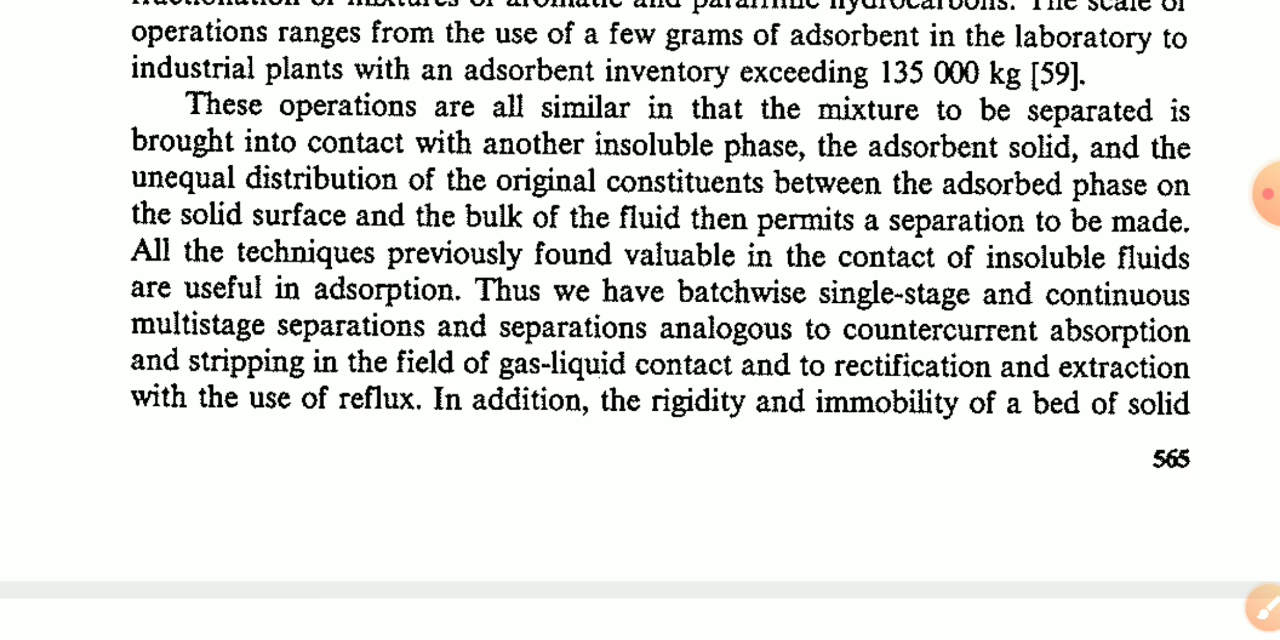 operations ranges from the use of a few grams of adsorbent in the laboratory to
industrial plants with an adsorbent inventory exceeding 135 000 kg [59].
These operations are all similar in that the mixture to be separated is
brought into contact with another insoluble phase, the adsorbent solid, and the
unequal distribution of the original constituents between the adsorbed phase on
the solid surface and the bulk of the fluid then permits a separation to be made.
All the techniques previously found valuable in the contact of insoluble fluids
are useful in adsorption. Thus we have batchwise single-stage and continuous
multistage separations and separations analogous to countercurrent absorption
and stripping in the field of gas-liquid contact and to rectification and extraction
with the use of reflux. In addition, the rigidity and immobility of a bed of solid
565